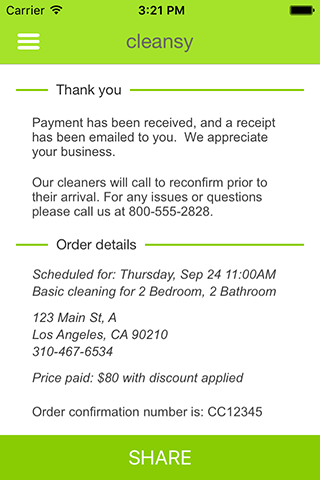 Carrier 3:21 PM
cleansy
Thank you
Payment has been received, and a receipt
has been emailed to you.  We appreciate
your business.
Our cleaners will call to reconfirm prior to
their arrival. For any issues or questions
please call us at 800-555-2828.
Order details
Scheduled for: Thursday, Sep 24 11:00AM
Basic cleaning for 2 Bedroom, 2 Bathroom
123 Main St, A
Los Angeles, CA 90210
310-467-6534
Price paid: $80 with discount applied
Order confirmation number is: CC12345
SHARE